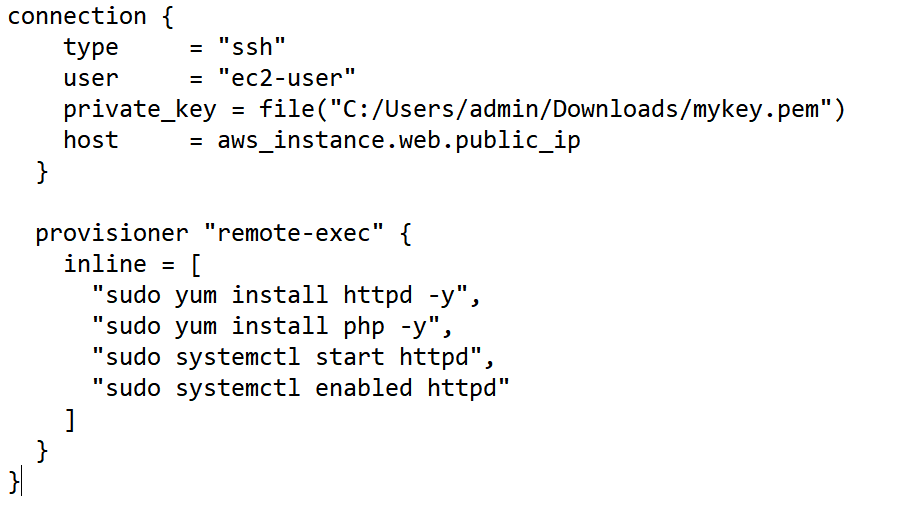 connection {
    type     = "ssh"
    user     = "ec2-user"
    private_key = file("C:/Users/admin/Downloads/mykey.pem")
    host     = aws_instance.web.public_ip
  }

  provisioner "remote-exec" {
    inline = [
      "sudo yum install httpd -y",
      "sudo yum install php -y",
      "sudo systemctl start httpd",
      "sudo systemctl enabled httpd"
    ]
  }
}